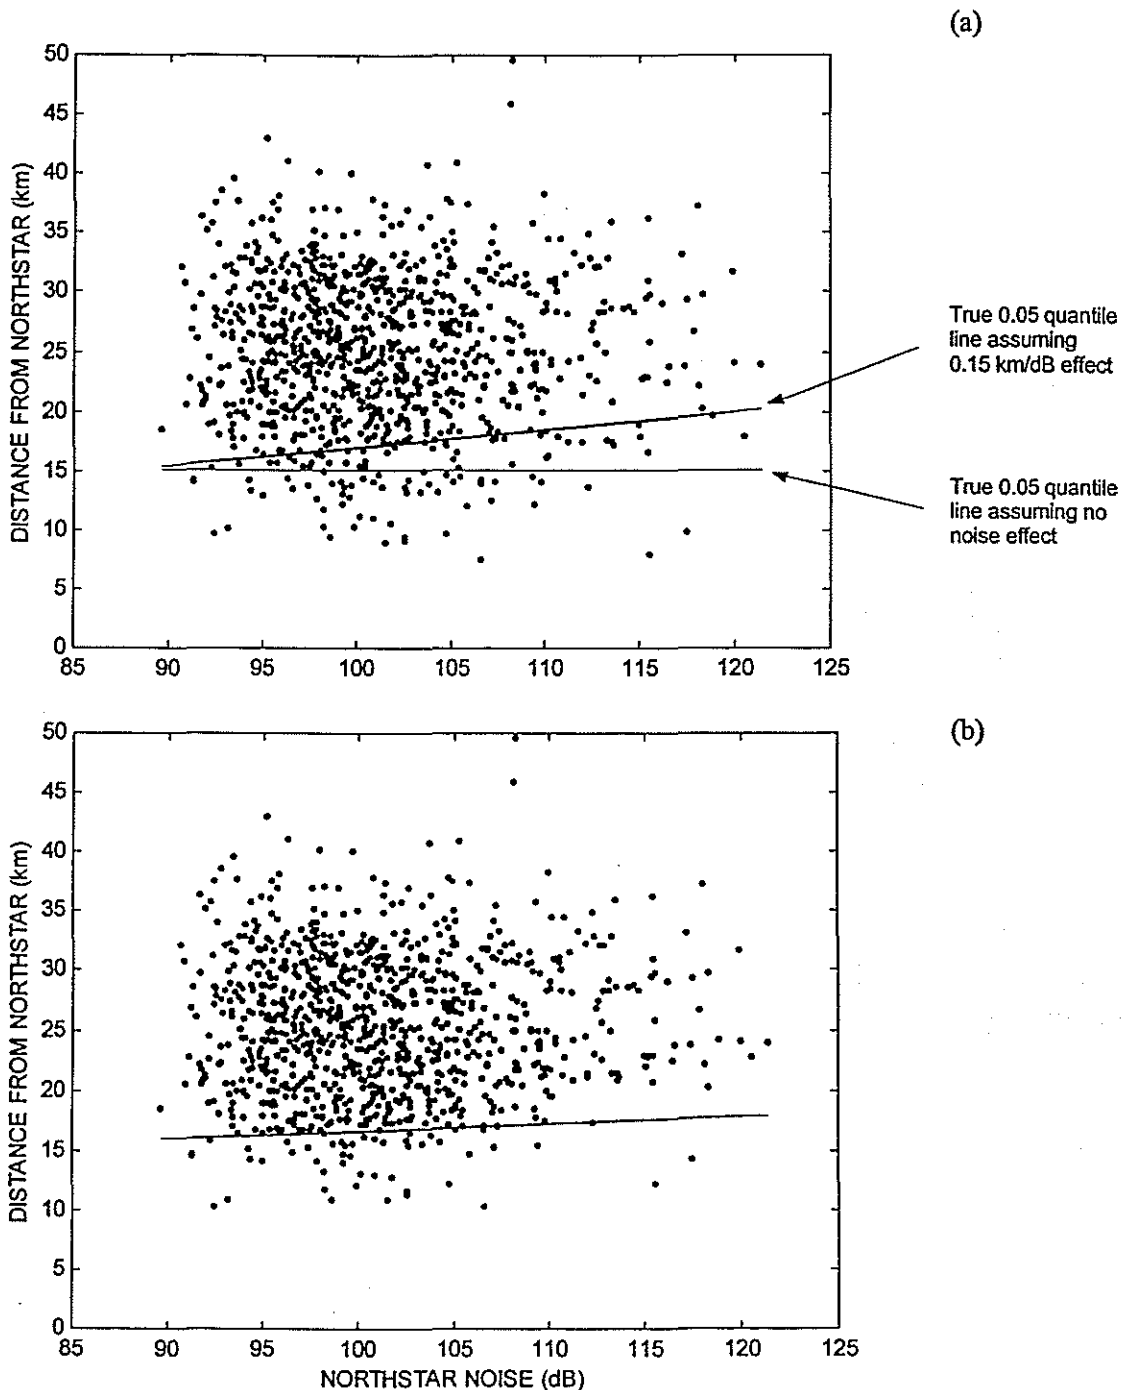 (a)
50
45
40
35
30
25
20
15
10
5
0
DISTANCE FROM NORTHSTAR (km)
85 90 95 100 105 110 115 120 125
True 0.05 quantile
line assuming
0.15 km/dB effect
True 0.05 quantile
line assuming no
noise effect
(b)
50
45
40
35
30
25
20
15
10
5
0
DISTANCE FROM NORTHSTAR (km)
85 90 95 100 105 110 115 120 125
NORTHSTAR NOISE (dB)